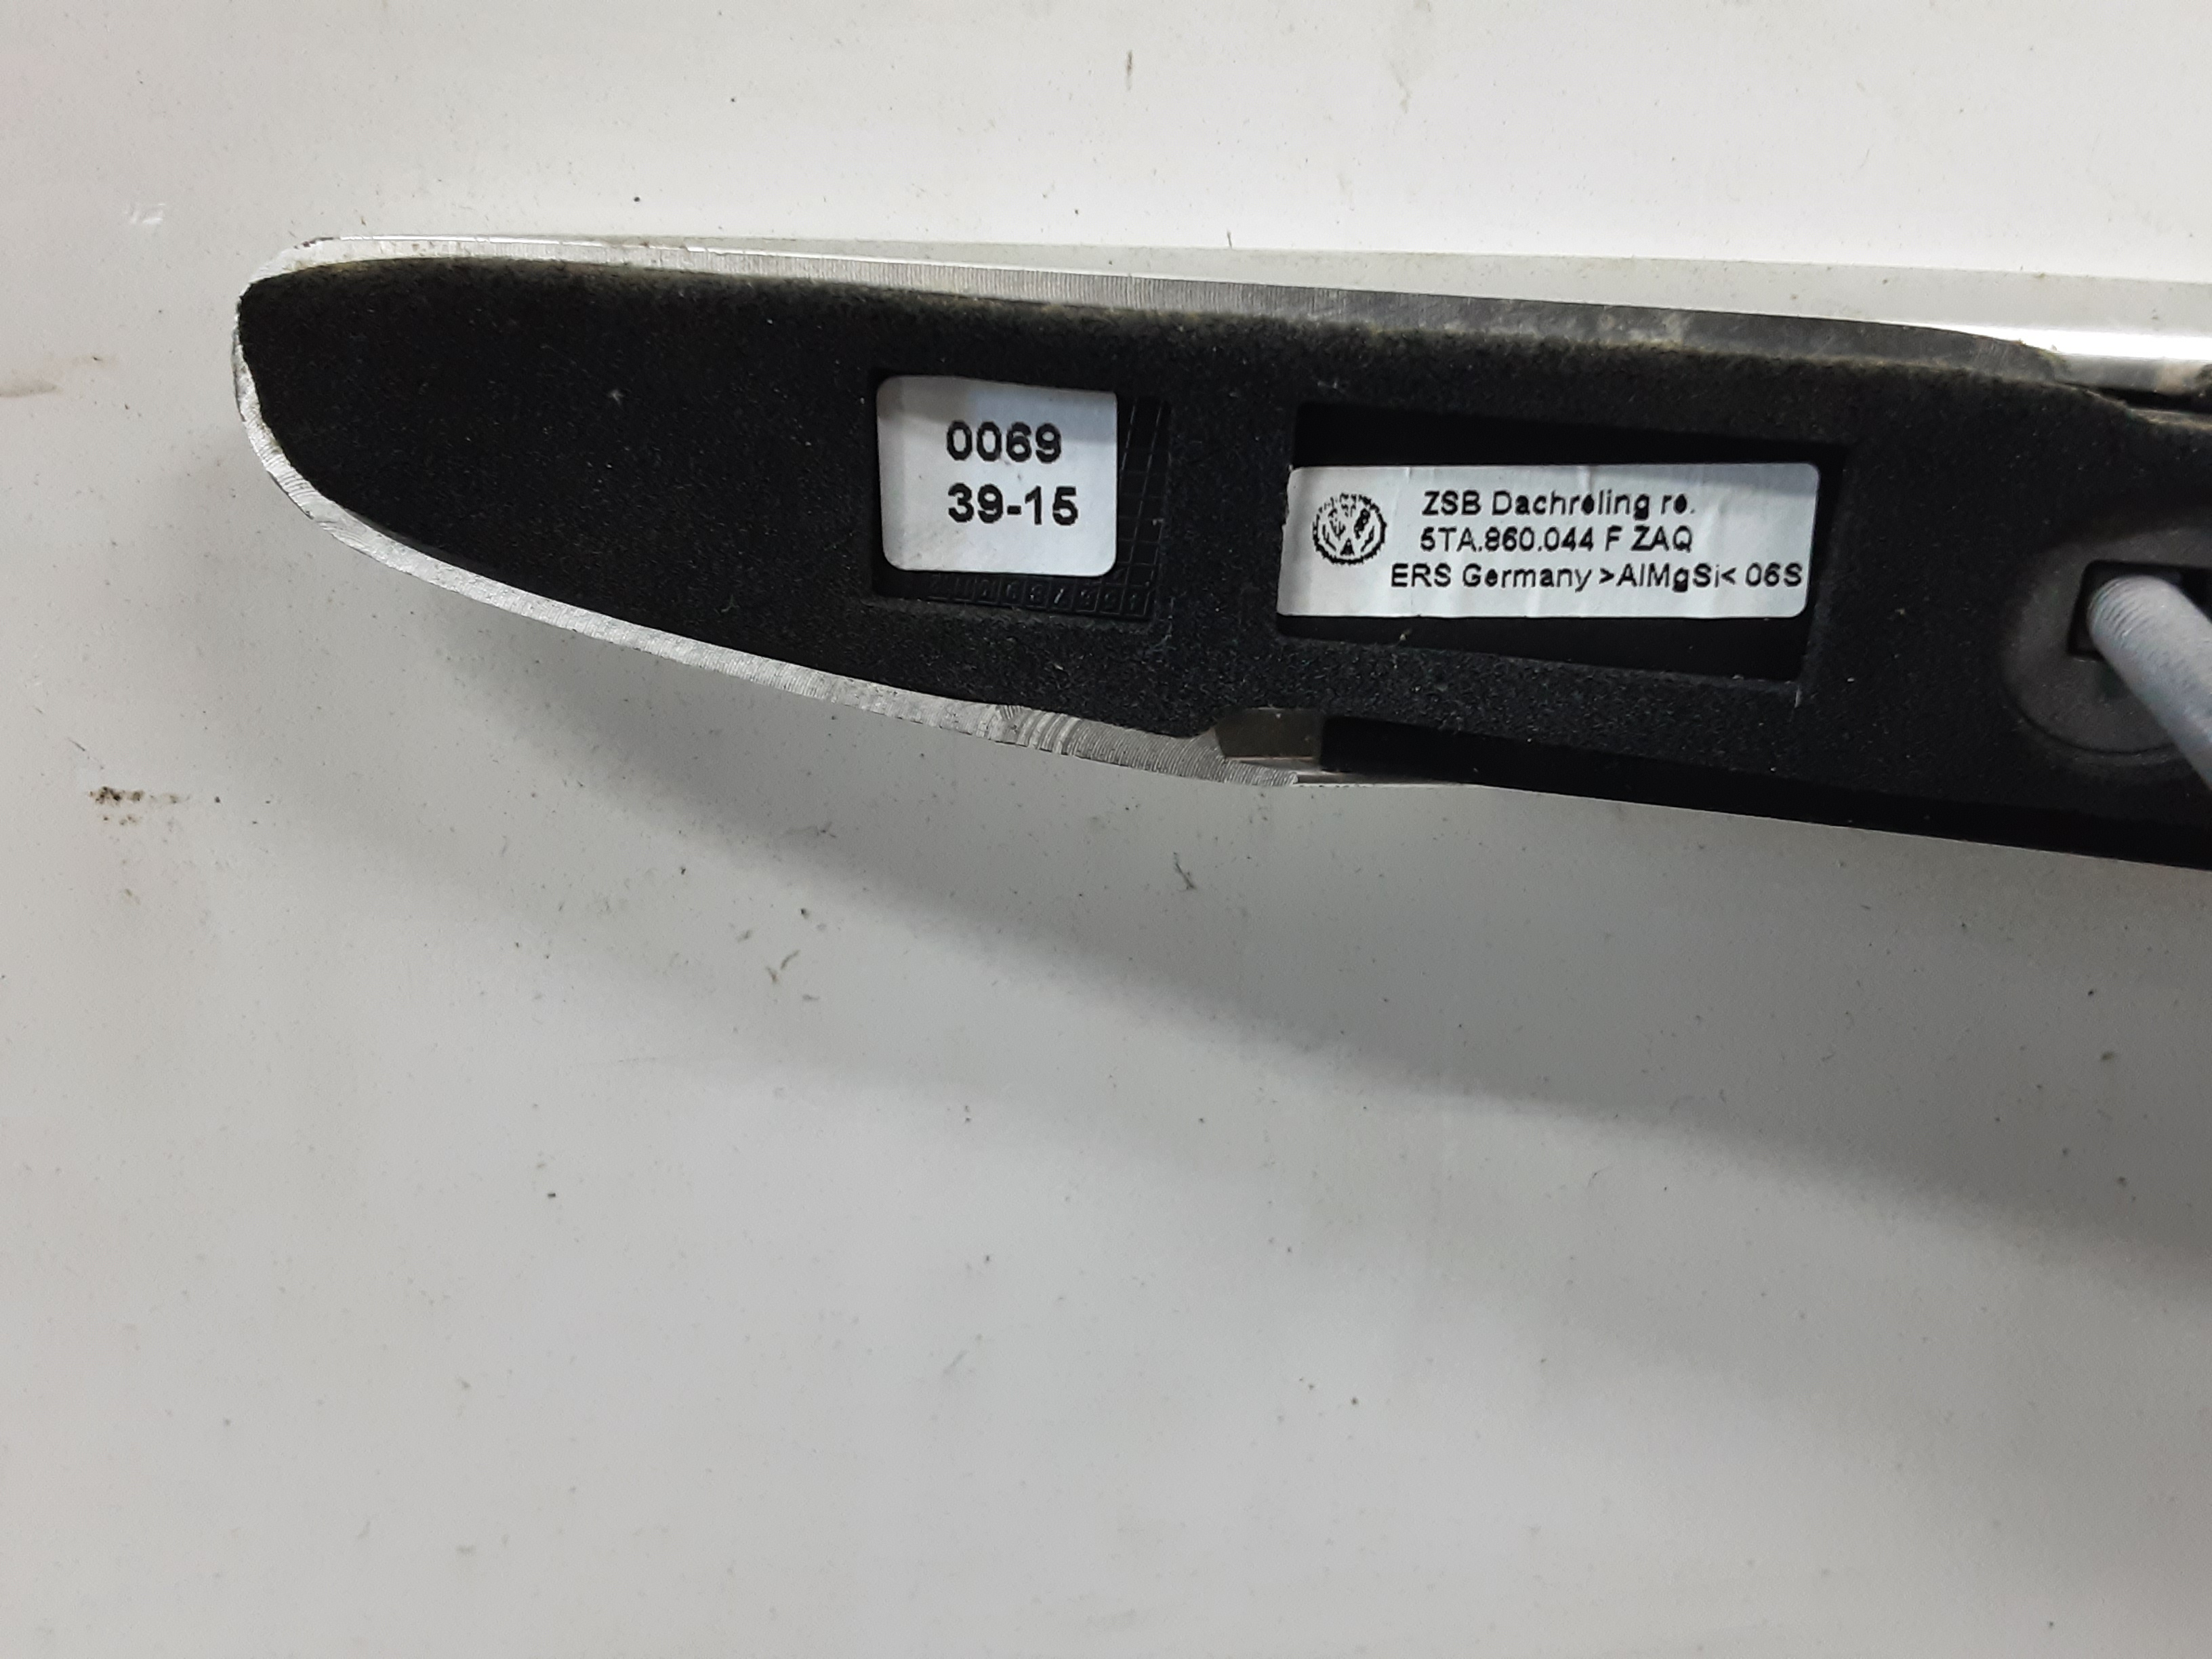 0069
39-15
ZSB Dachreling re.
5TA.860.044 F ZAQ
ERS Germany >AlMgSi< 06S